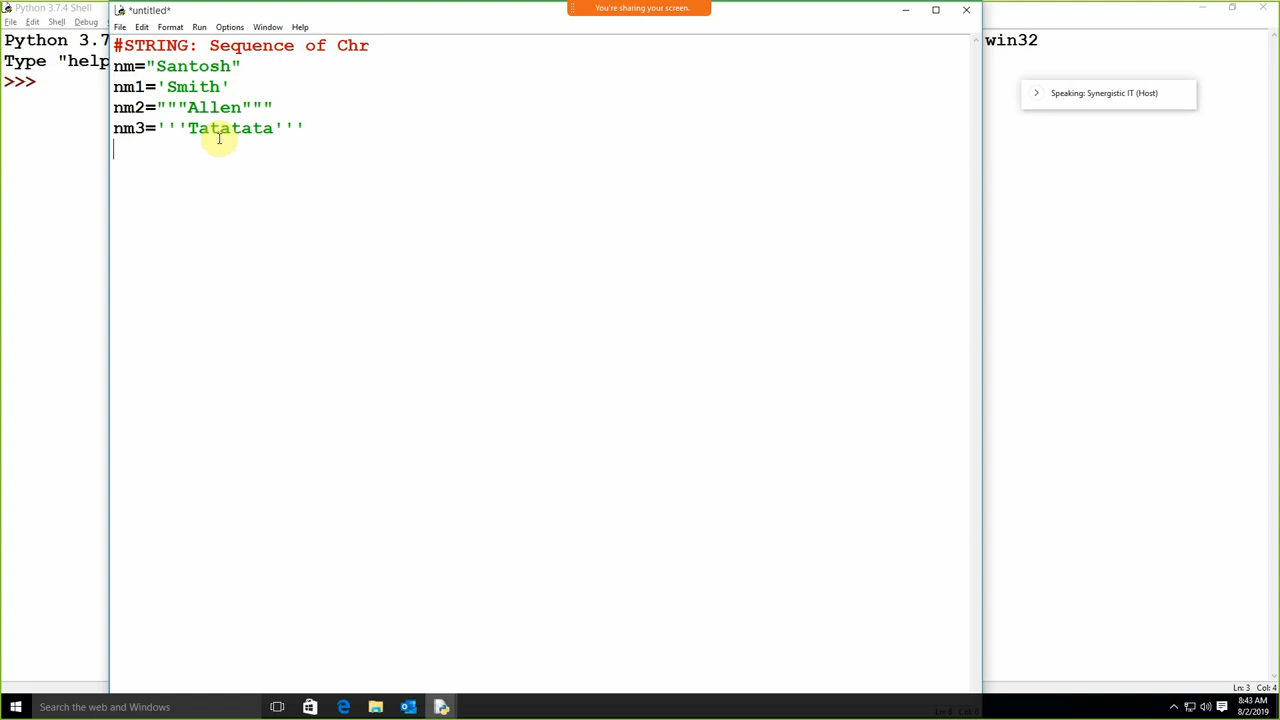 Python 3.7.4 Shell
File Edit Shell Debug
Python 3.7
win32
Type "help
>>>
*untitled*
You're sharing your screen.
File Edit Format Run Options Window Help
#STRING: Sequence of Chr
nm="Santosh"
nm1='Smith'
nm2="""Allen"""
nm3='''Tatatata'''
Speaking: Synergistic IT (Host)
Ln: 3 Col: 4
Search the web and Windows
8:43 AM
8/2/2019